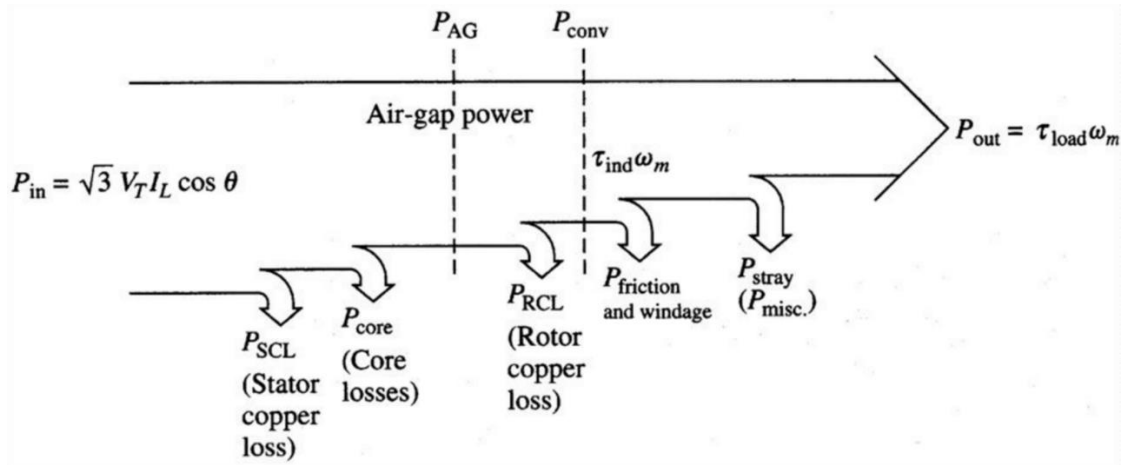 P_AG
P_conv
Air-gap power
P_out = τ_load ω_m
τ_ind ω_m
P_in = √3 V_T I_L cos θ
P_SCL
(Stator
copper
loss)
P_core
(Core
losses)
P_RCL
(Rotor
copper
loss)
P_friction
and windage
P_stray
(P_misc.)